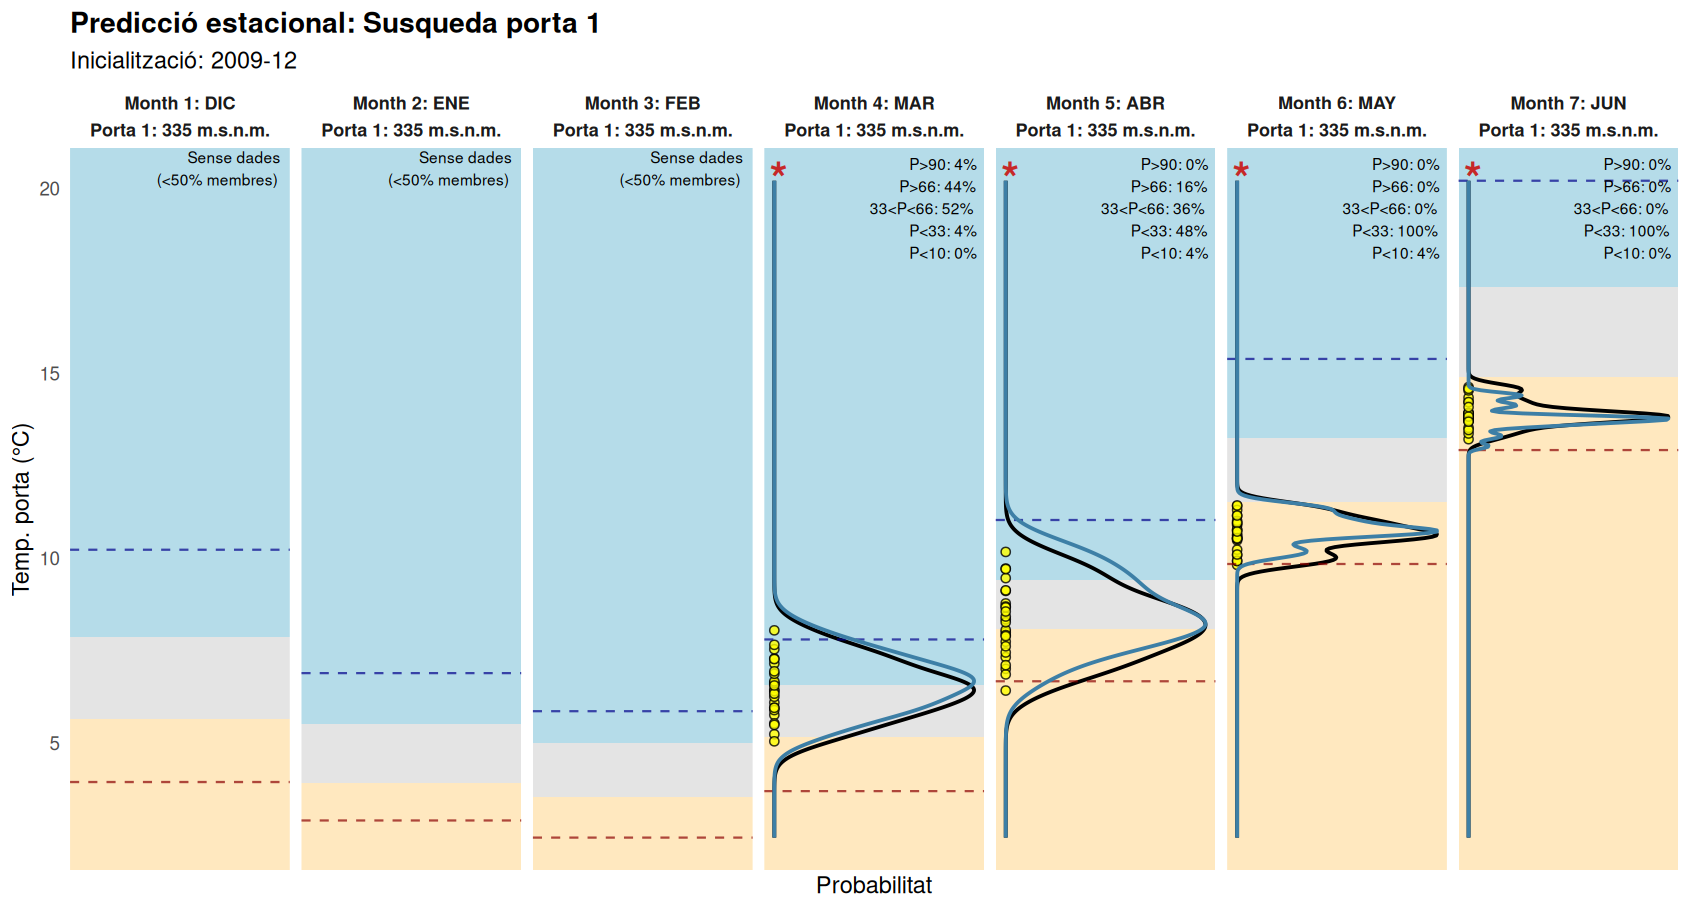 Predicció estacional: Susqueda porta 1
Inicialització: 2009-12
Month 1: DIC
Porta 1: 335 m.s.n.m.
Month 2: ENE
Porta 1: 335 m.s.n.m.
Month 3: FEB
Porta 1: 335 m.s.n.m.
Month 4: MAR
Porta 1: 335 m.s.n.m.
Month 5: ABR
Porta 1: 335 m.s.n.m.
Month 6: MAY
Porta 1: 335 m.s.n.m.
Month 7: JUN
Porta 1: 335 m.s.n.m.
Sense dades
(<50% membres)
Sense dades
(<50% membres)
Sense dades
(<50% membres)
*
P>90: 4%
P>66: 44%
33<P<66: 52%
P<33: 4%
P<10: 0%
*
P>90: 0%
P>66: 16%
33<P<66: 36%
P<33: 48%
P<10: 4%
*
P>90: 0%
P>66: 0%
33<P<66: 0%
P<33: 100%
P<10: 4%
*
P>90: 0%
P>66: 0%
33<P<66: 0%
P<33: 100%
P<10: 0%
20
15
10
5
Temp. porta (°C)
Probabilitat